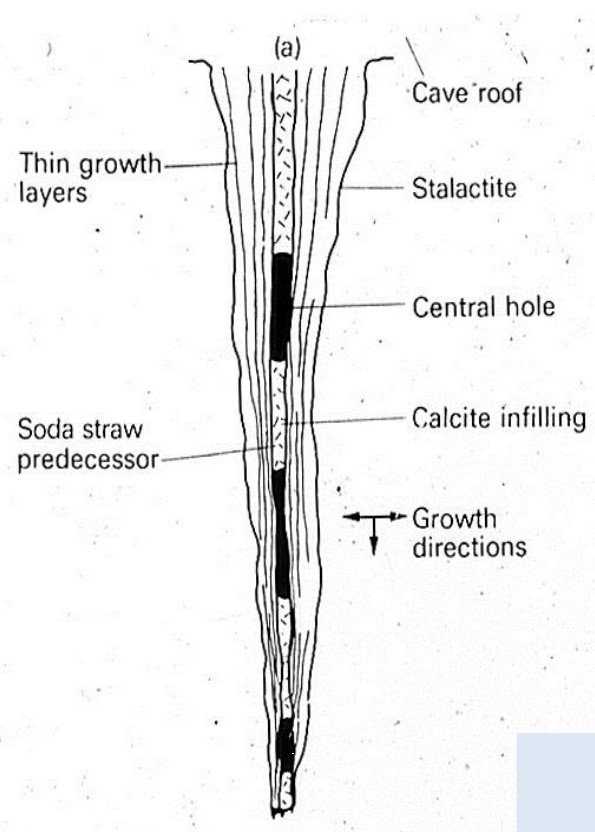 (a)
Cave roof
Thin growth
layers
Stalactite
Central hole
Calcite infilling
Soda straw
predecessor
Growth
directions